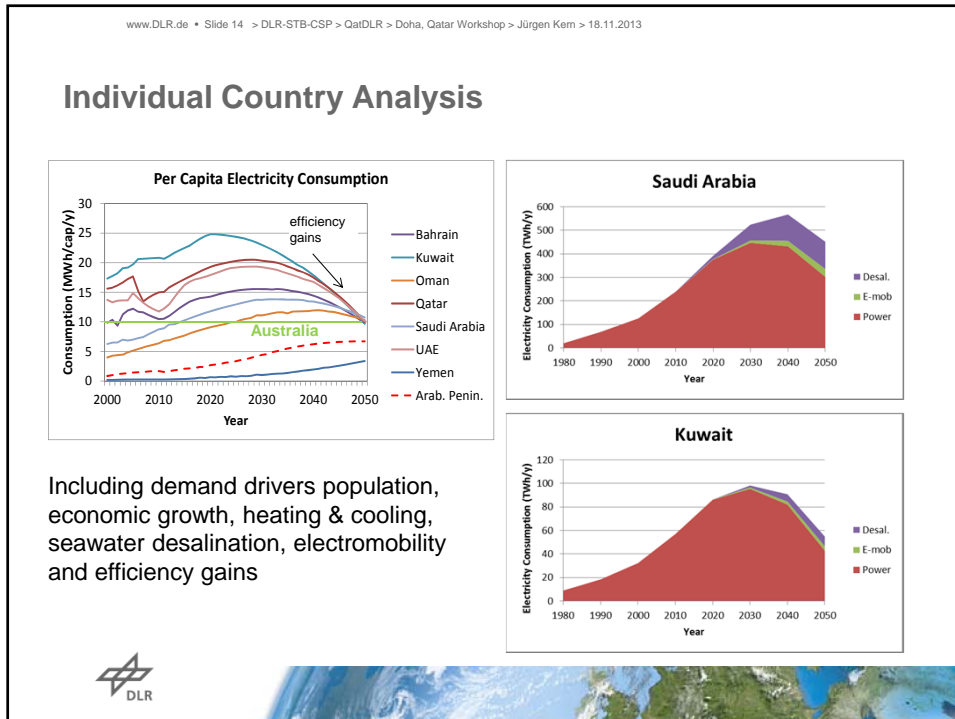 www.DLR.de • Slide 14 > DLR-STB-CSP > QatDLR > Doha, Qatar Workshop > Jürgen Kern > 18.11.2013
Individual Country Analysis
Per Capita Electricity Consumption
Consumption (MWh/cap/y)
30
25
20
15
10
5
0
efficiency
gains
Australia
2000 2010 2020 2030 2040 2050
Year
Bahrain
Kuwait
Oman
Qatar
Saudi Arabia
UAE
Yemen
Arab. Penin.
Including demand drivers population,
economic growth, heating & cooling,
seawater desalination, electromobility
and efficiency gains
Saudi Arabia
Electricity Consumption (TWh/y)
600
500
400
300
200
100
0
1980 1990 2000 2010 2020 2030 2040 2050
Year
Desal.
E-mob
Power
Kuwait
Electricity Consumption (TWh/y)
120
100
80
60
40
20
0
1980 1990 2000 2010 2020 2030 2040 2050
Year
Desal.
E-mob
Power
DLR